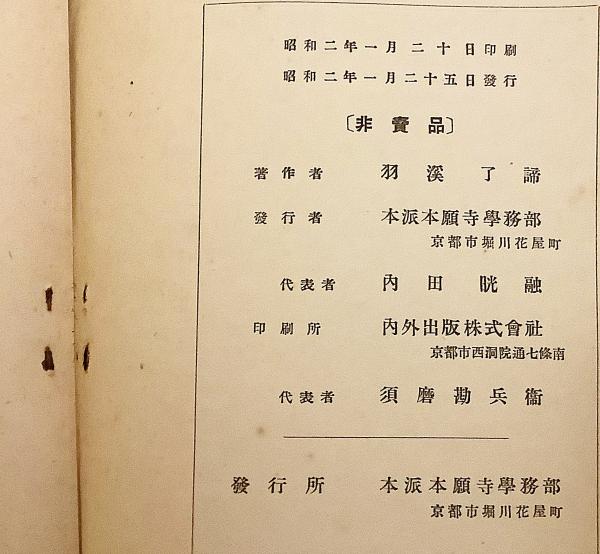 昭和二年一月二十日印刷
昭和二年一月二十五日發行
〔非賣品〕
著作者 羽溪了諦
發行者 本派本願寺學務部
京都市堀川花屋町
代表者 內田晄融
印刷所 內外出版株式會社
京都市西洞院通七條南
代表者 須磨勘兵衞
發行所 本派本願寺學務部
京都市堀川花屋町